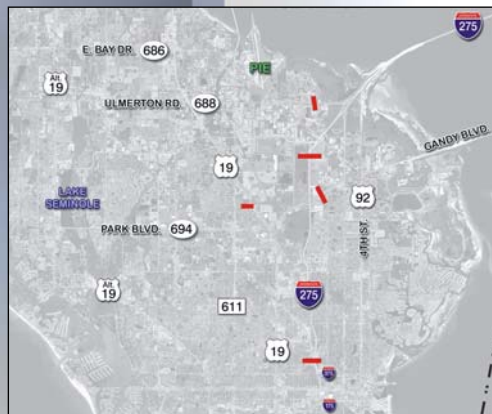 E. BAY DR. 686
275
Alt. 19
PIE
ULMERTON RD. 688
GANDY BLVD.
19
LAKE SEMINOLE
92
PARK BLVD. 694
4TH ST.
Alt. 19
275
611
19